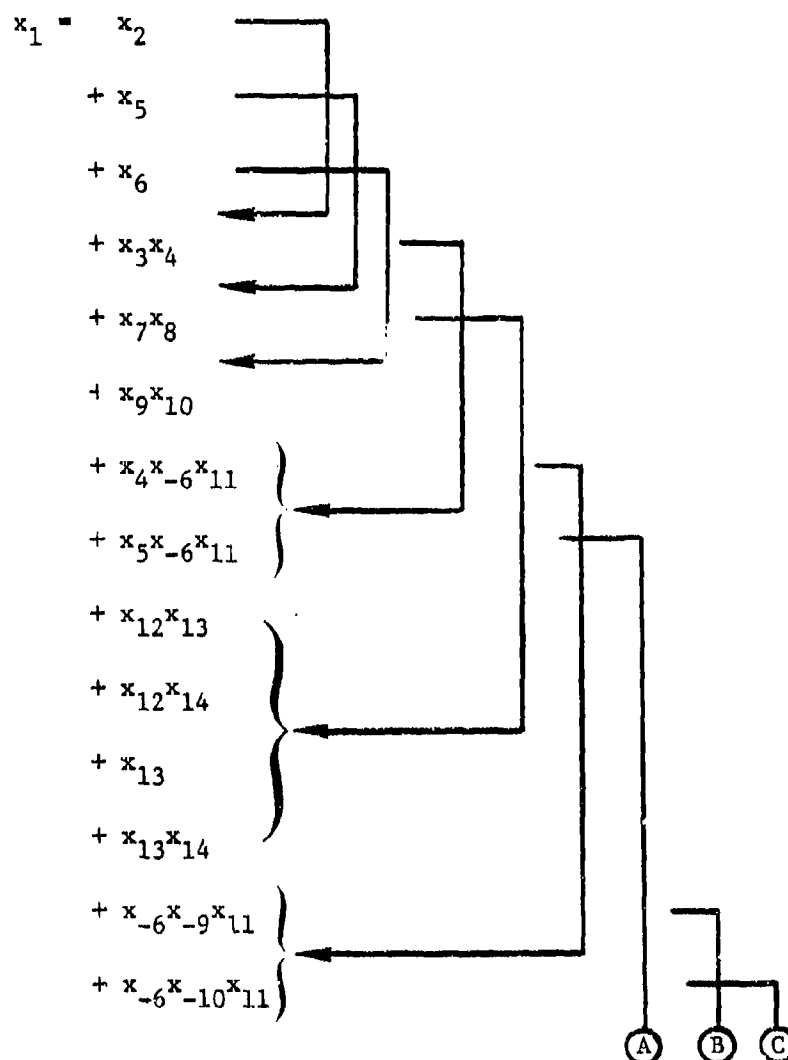 x₁ = x₂
+ x₅
+ x₆
+ x₃x₄
+ x₇x₈
+ x₉x₁₀
+ x₄x₋₆x₁₁
+ x₅x₋₆x₁₁
+ x₁₂x₁₃
+ x₁₂x₁₄
+ x₁₃
+ x₁₃x₁₄
+ x₋₆x₋₉x₁₁
+ x₋₆x₋₁₀x₁₁
A B C